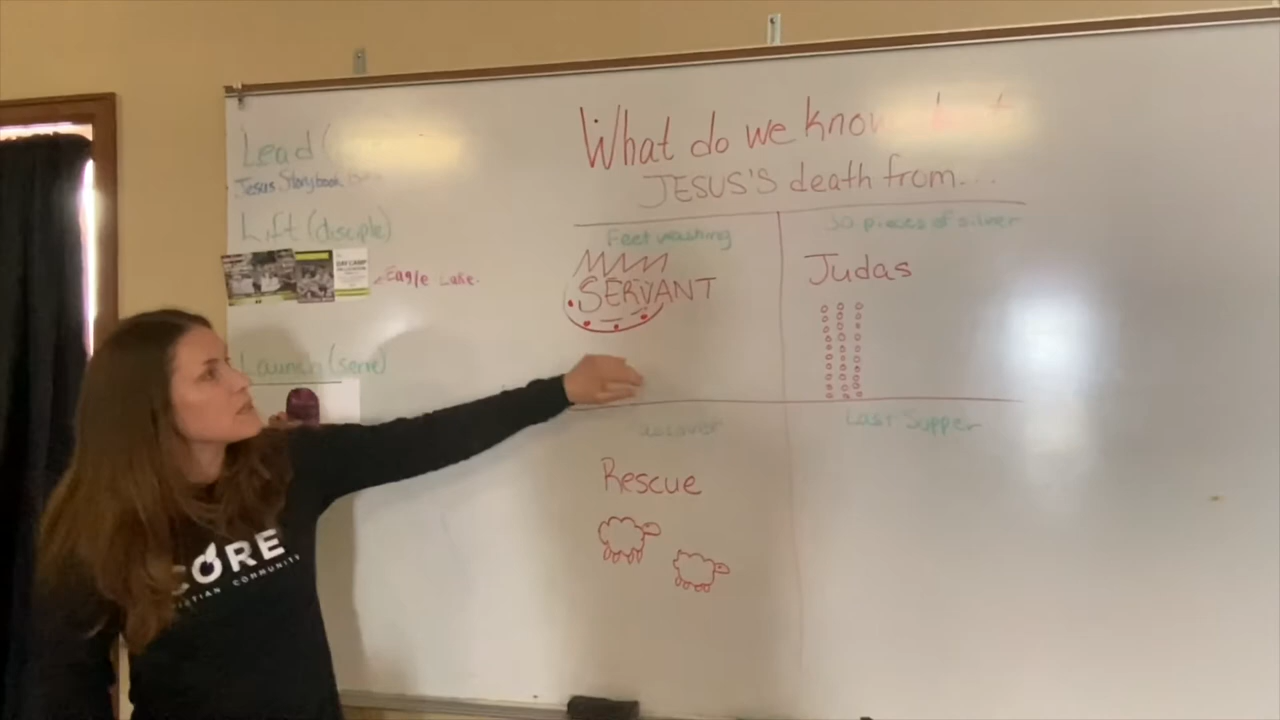 Lead (
Jesus Storybook
Lift (disciple)
Eagle Lake
Launch (serve)
What do we know
JESUS'S death from...
Feet washing
SERVANT
30 pieces of silver
Judas
Rescue
Last Supper
CORE
COMMUNITY